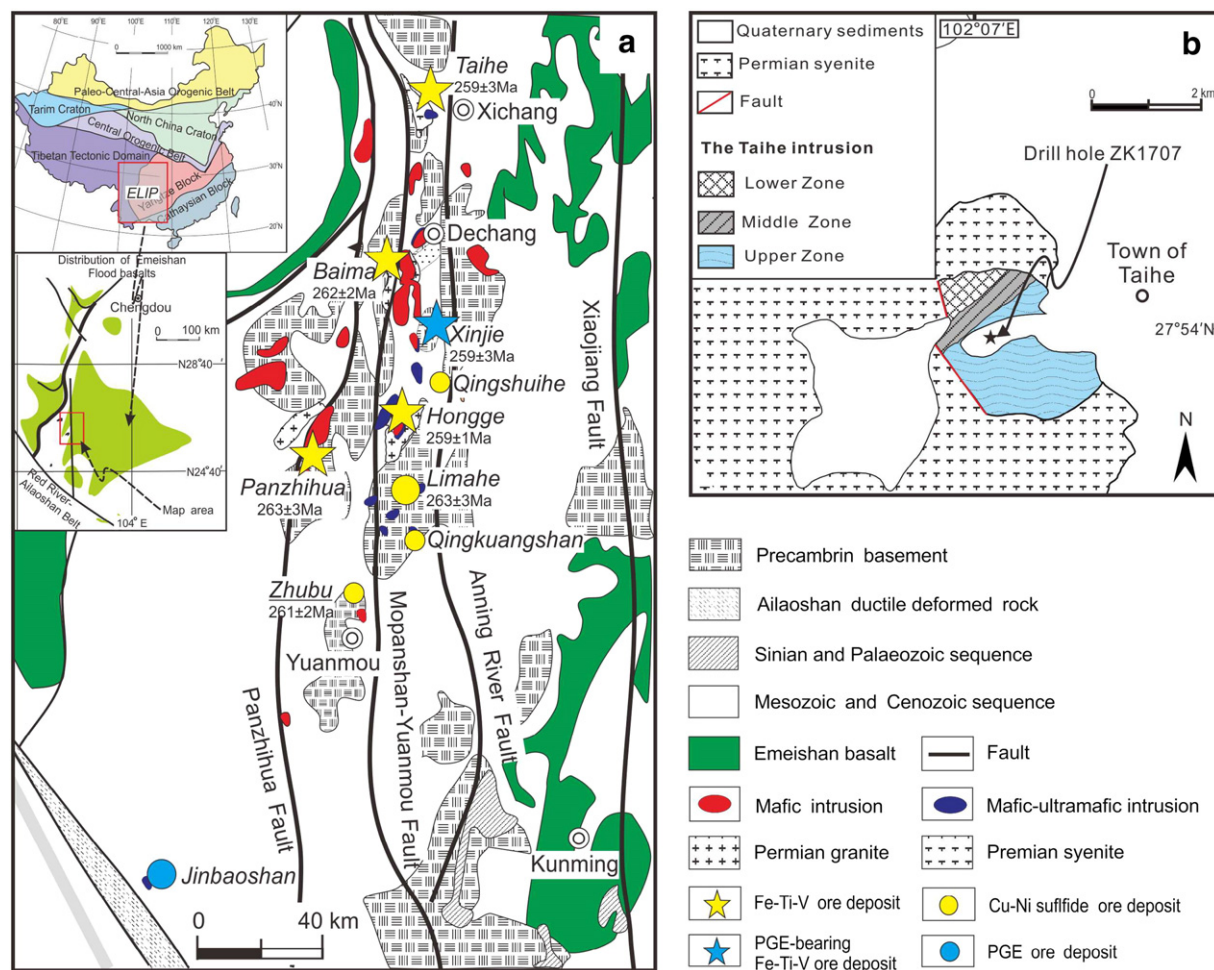 a
80°E
90°E
100°E
110°E
120°E
130°E
0 1000 km
Paleo-Central-Asia Orogenic Belt
40°N
Tarim Craton
North China Craton
Central Orogenic Belt
Tibetan Tectonic Domain
30°N
ELIP
Yangtze Block
Cathaysian Block
20°N
100°E
110°E
120°E
Distribution of Emeishan
Flood basalts
Chengdou
0 100 km
N28°40′
N24°40′
Red River-
Ailaoshan Belt
104°E
Map area
Taihe
259±3Ma
Xichang
Dechang
Baima
262±2Ma
Xinjie
259±3Ma
Qingshuihe
Hongge
259±1Ma
Panzhihua
263±3Ma
Limahe
263±3Ma
Qingkuangshan
Zhubu
261±2Ma
Yuanmou
Xiaojiang Fault
Panzhihua Fault
Mopanshan-Yuanmou Fault
Anning River Fault
Kunming
Jinbaoshan
0 40 km
b
Quaternary sediments
Permian syenite
Fault
The Taihe intrusion
Lower Zone
Middle Zone
Upper Zone
102°07′E
0 2 km
Drill hole ZK1707
Town of
Taihe
27°54′N
N
Precambrin basement
Ailaoshan ductile deformed rock
Sinian and Palaeozoic sequence
Mesozoic and Cenozoic sequence
Emeishan basalt
Fault
Mafic intrusion
Mafic-ultramafic intrusion
Permian granite
Premian syenite
Fe-Ti-V ore deposit
Cu-Ni suflfide ore deposit
PGE-bearing
Fe-Ti-V ore deposit
PGE ore deposit